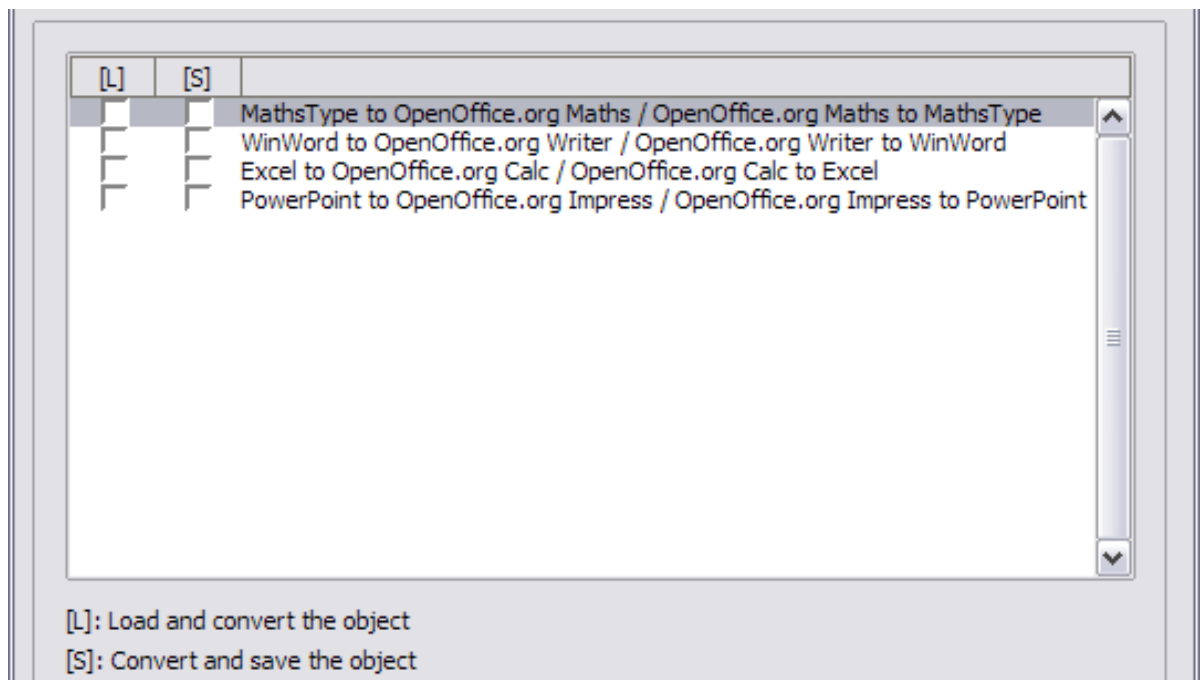 [L] [S]
MathsType to OpenOffice.org Maths / OpenOffice.org Maths to MathsType
WinWord to OpenOffice.org Writer / OpenOffice.org Writer to WinWord
Excel to OpenOffice.org Calc / OpenOffice.org Calc to Excel
PowerPoint to OpenOffice.org Impress / OpenOffice.org Impress to PowerPoint
[L]: Load and convert the object
[S]: Convert and save the object